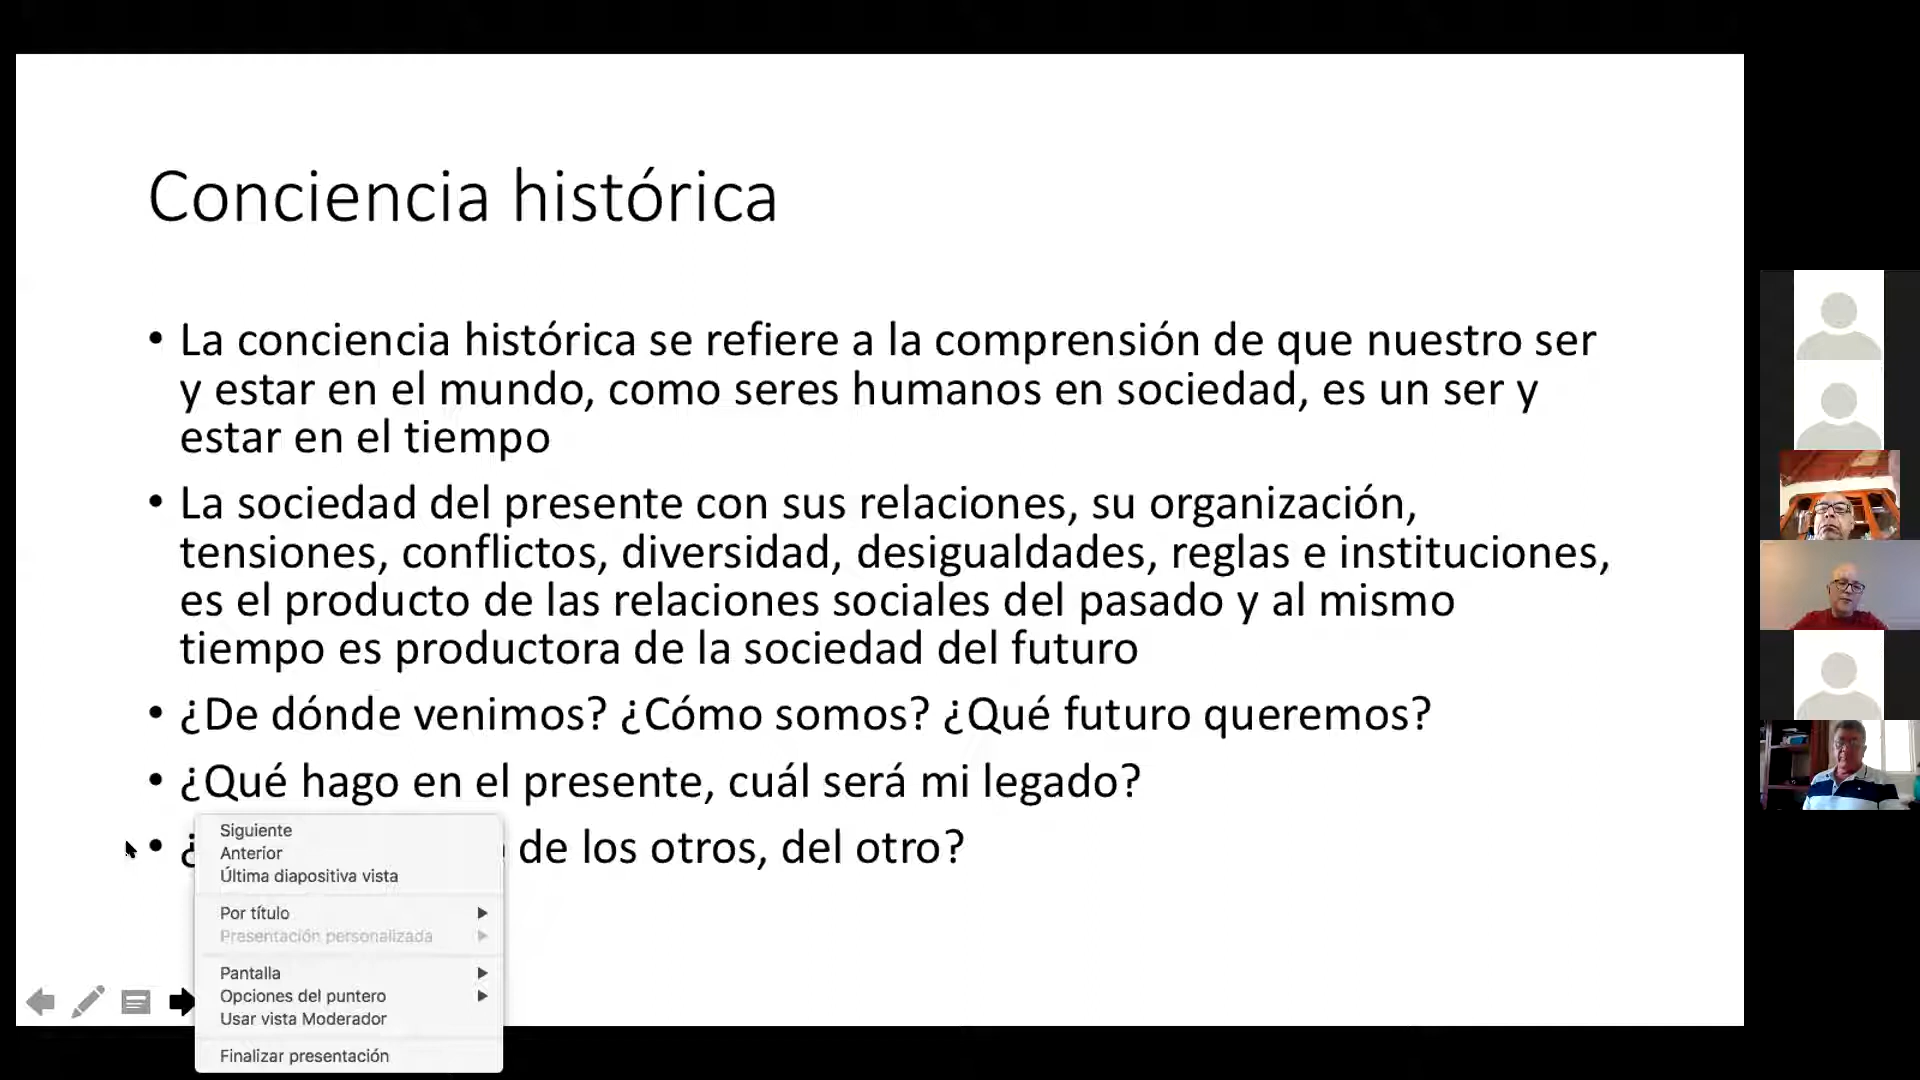 Conciencia histórica
• La conciencia histórica se refiere a la comprensión de que nuestro ser
y estar en el mundo, como seres humanos en sociedad, es un ser y
estar en el tiempo
• La sociedad del presente con sus relaciones, su organización,
tensiones, conflictos, diversidad, desigualdades, reglas e instituciones,
es el producto de las relaciones sociales del pasado y al mismo
tiempo es productora de la sociedad del futuro
• ¿De dónde venimos? ¿Cómo somos? ¿Qué futuro queremos?
• ¿Qué hago en el presente, cuál será mi legado?
• ¿ de los otros, del otro?
Siguiente
Anterior
Última diapositiva vista
Por título
Presentación personalizada
Pantalla
Opciones del puntero
Usar vista Moderador
Finalizar presentación